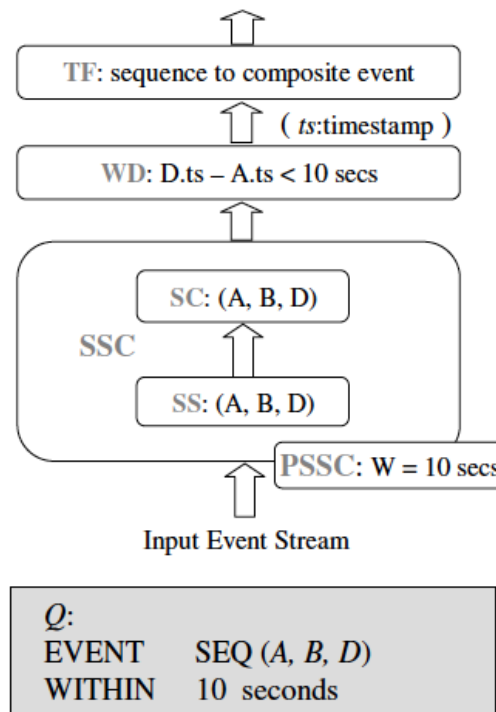 TF: sequence to composite event
( ts:timestamp )
WD: D.ts – A.ts < 10 secs
SC: (A, B, D)
SSC
SS: (A, B, D)
PSSC: W = 10 secs
Input Event Stream
Q:
EVENT SEQ (A, B, D)
WITHIN 10 seconds